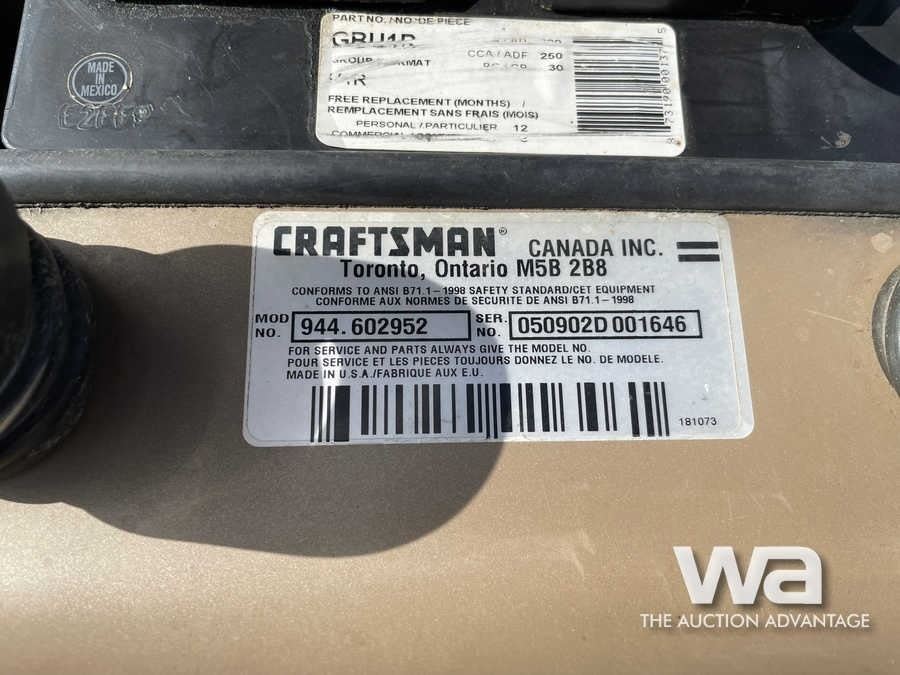 PART NO. / NO. DE PIECE
CCA / ADF 250
30
MADE
IN
MEXICO
FREE REPLACEMENT (MONTHS) /
REMPLACEMENT SANS FRAIS (MOIS)
PERSONAL / PARTICULIER 12
CRAFTSMAN® CANADA INC.
Toronto, Ontario M5B 2B8
CONFORMS TO ANSI B71.1-1998 SAFETY STANDARD/CET EQUIPMENT
CONFORME AUX NORMES DE SECURITE DE ANSI B71.1-1998
MOD NO. 944.602952 SER. NO. 050902D 001646
FOR SERVICE AND PARTS ALWAYS GIVE THE MODEL NO.
POUR SERVICE ET LES PIECES TOUJOURS DONNEZ LE NO. DE MODELE.
MADE IN U.S.A./FABRIQUE AUX E.U.
181073
wa
THE AUCTION ADVANTAGE